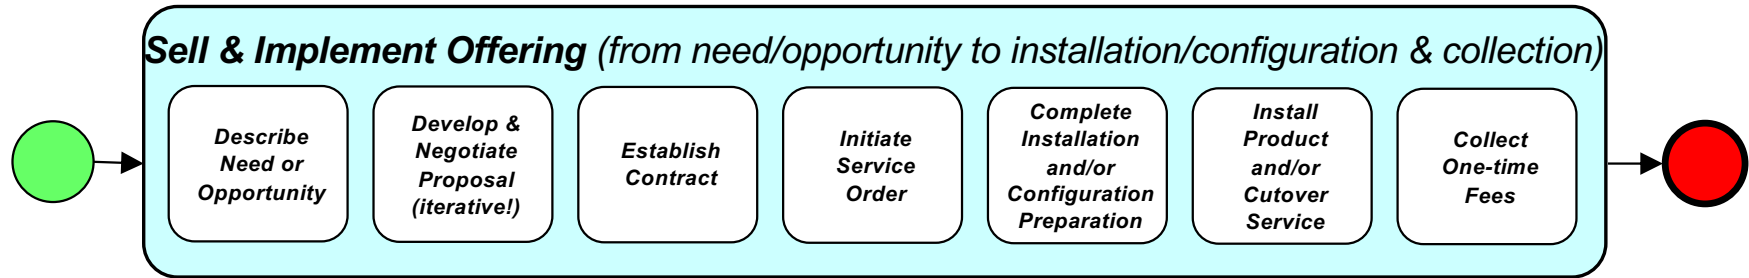 Sell & Implement Offering (from need/opportunity to installation/configuration & collection)
Describe
Need or
Opportunity
Develop &
Negotiate
Proposal
(iterative!)
Establish
Contract
Initiate
Service
Order
Complete
Installation
and/or
Configuration
Preparation
Install
Product
and/or
Cutover
Service
Collect
One-time
Fees